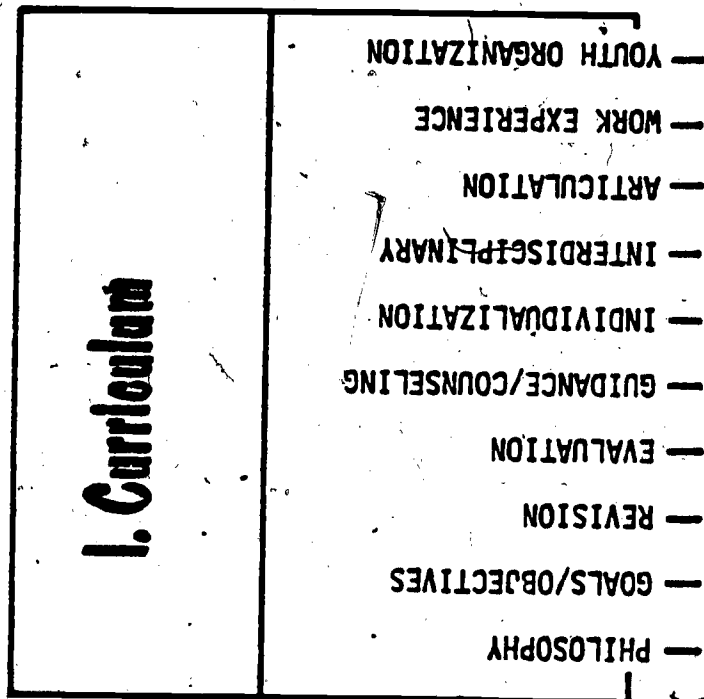 I. Curriculum
— PHILOSOPHY
— GOALS/OBJECTIVES
— REVISION
— EVALUATION
— GUIDANCE/COUNSELING
— INDIVIDUALIZATION
— INTERDISCIPLINARY
— ARTICULATION
— WORK EXPERIENCE
— YOUTH ORGANIZATION